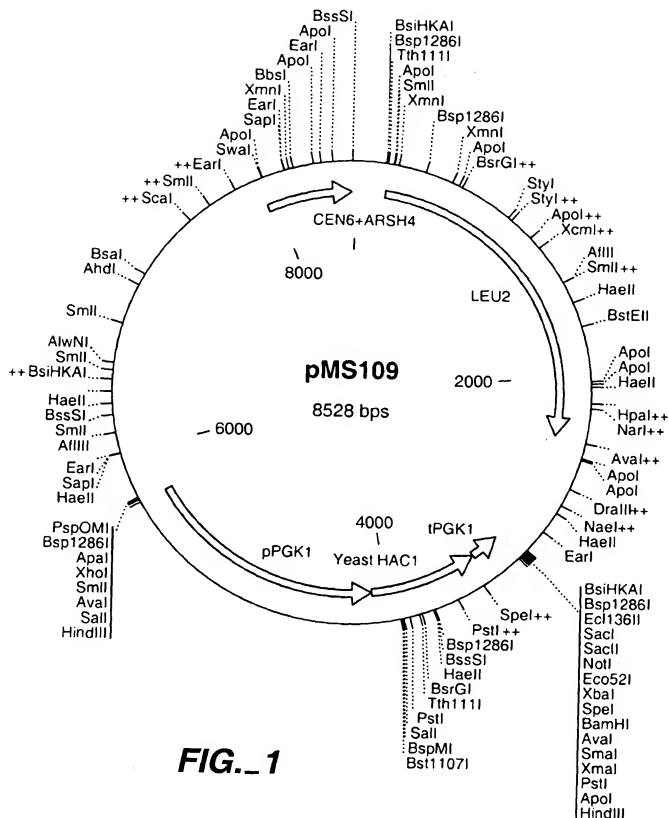 BssSI
ApoI
EarI
ApoI
BbsI
XmnI
EarI
SapI
ApoI
SwaI
++EarI
++SmlI
++ScaI
BsaI
AhdI
SmlI
AlwNI
SmlI
++BsiHKAI
HaeII
BssSI
SmlI
AflIII
EarI
SapI
HaeII
PspOMI
Bsp1286I
ApaI
XhoI
SmlI
AvaI
SalI
HindIII
BsiHKAI
Bsp1286I
Tth111I
ApoI
SmlI
XmnI
Bsp1286I
XmnI
ApoI
BsrGI++
StyI
StyI++
ApoI++
XcmI++
AflII
SmlI++
HaeII
BstEII
ApoI
ApoI
HaeII
HpaI++
NarI++
AvaI++
ApoI
ApoI
DraIII++
NaeI++
HaeII
EarI
BsiHKAI
Bsp1286I
Ecl136II
SacI
SacII
NotI
Eco52I
XbaI
SpeI
BamHI
AvaI
SmaI
XmaI
PstI
ApoI
HindIII
SpeI++
PstI++
Bsp1286I
BssSI
HaeII
BsrGI
Tth111I
PstI
SalI
BspMI
Bst1107I
CEN6+ARSH4
8000
LEU2
pMS109
8528 bps
2000
6000
4000
pPGK1
Yeast HAC1
tPGK1
FIG._1